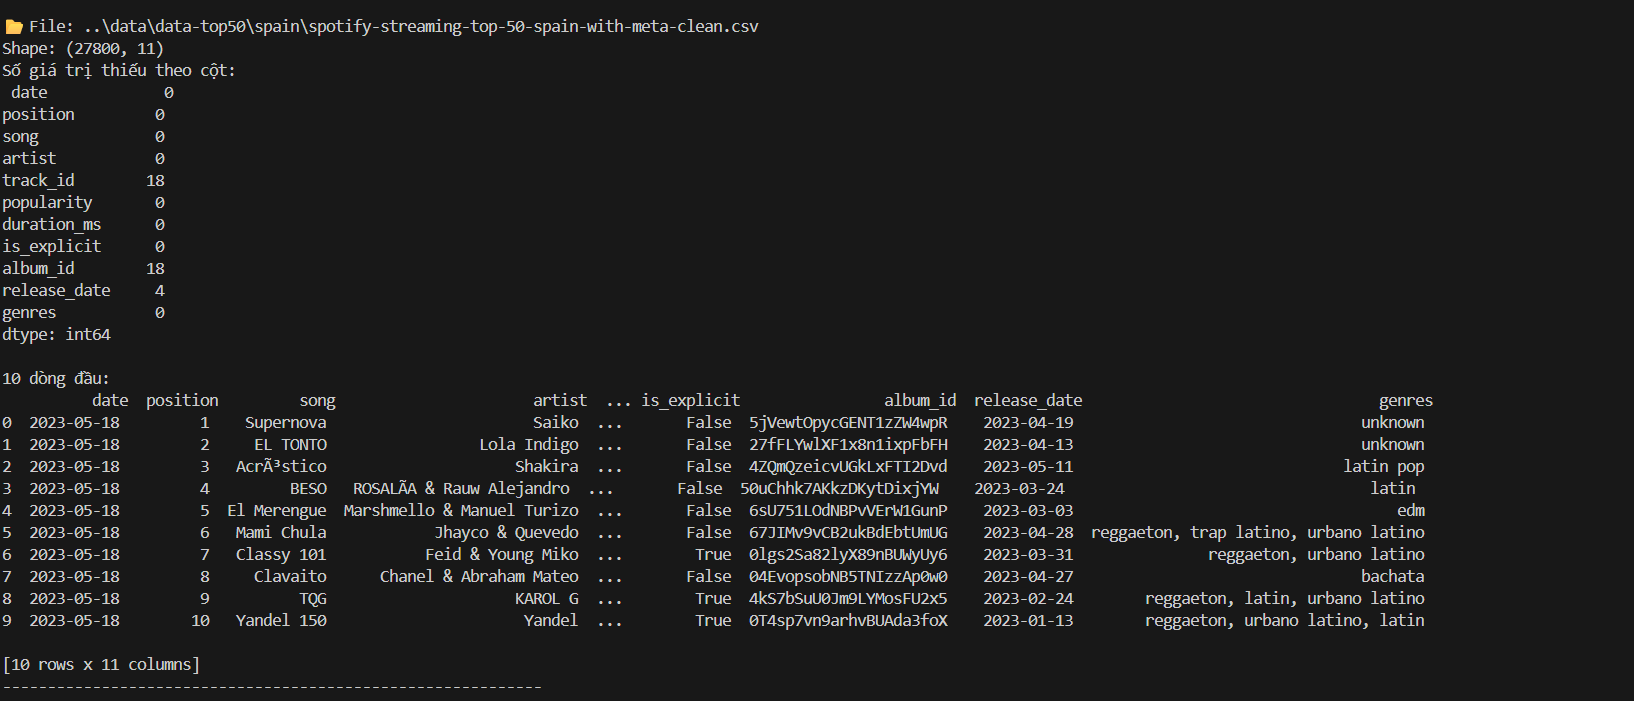 File: ..\data\data-top50\spain\spotify-streaming-top-50-spain-with-meta-clean.csv
Shape: (27800, 11)
Số giá trị thiếu theo cột:
 date             0
position         0
song             0
artist           0
track_id        18
popularity       0
duration_ms      0
is_explicit      0
album_id        18
release_date     4
genres           0
dtype: int64
10 dòng đầu:
date position song artist ... is_explicit album_id release_date genres
0 2023-05-18 1 Supernova Saiko ... False 5jVewtOpycGENT1zZW4wpR 2023-04-19 unknown
1 2023-05-18 2 EL TONTO Lola Indigo ... False 27fFLYwlXF1x8n1ixpFbFH 2023-04-13 unknown
2 2023-05-18 3 AcrÃ³stico Shakira ... False 4ZQmQzeicvUGkLxFTI2Dvd 2023-05-11 latin pop
3 2023-05-18 4 BESO ROSALÃA & Rauw Alejandro ... False 50uChhk7AKkzDKytDixjYW 2023-03-24 latin
4 2023-05-18 5 El Merengue Marshmello & Manuel Turizo ... False 6sU751LOdNBPvVErW1GunP 2023-03-03 edm
5 2023-05-18 6 Mami Chula Jhayco & Quevedo ... False 67JIMv9vCB2ukBdEbtUmUG 2023-04-28 reggaeton, trap latino, urbano latino
6 2023-05-18 7 Classy 101 Feid & Young Miko ... True 0lgs2Sa82lyX89nBUWyUy6 2023-03-31 reggaeton, urbano latino
7 2023-05-18 8 Clavaito Chanel & Abraham Mateo ... False 04EvopsobNB5TNIzzAp0w0 2023-04-27 bachata
8 2023-05-18 9 TQG KAROL G ... True 4kS7bSuU0Jm9LYMosFU2x5 2023-02-24 reggaeton, latin, urbano latino
9 2023-05-18 10 Yandel 150 Yandel ... True 0T4sp7vn9arhvBUAda3foX 2023-01-13 reggaeton, urbano latino, latin
[10 rows x 11 columns]
------------------------------------------------------------